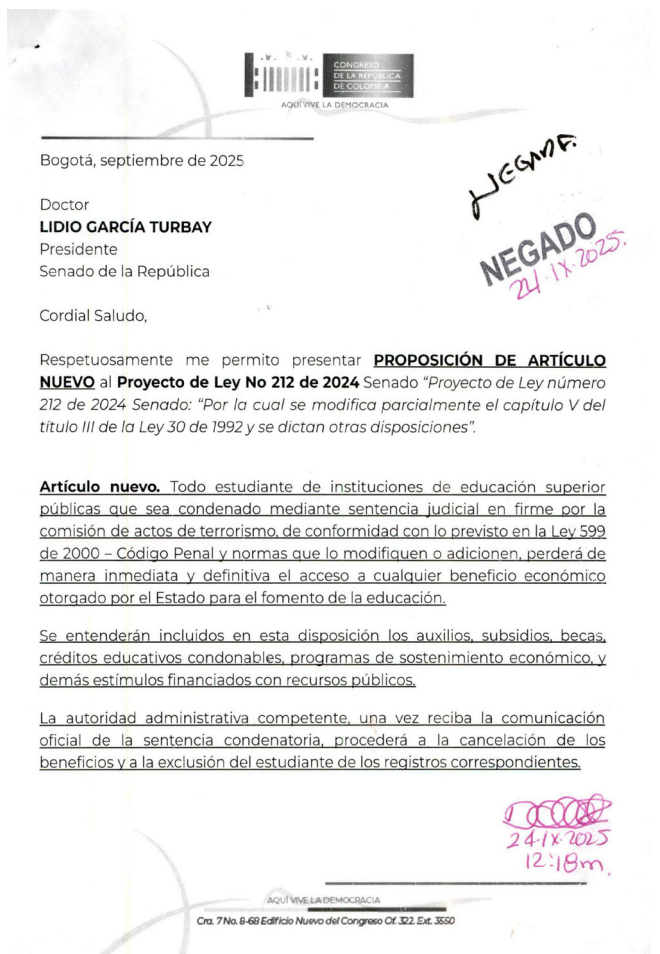 CONGRESO
DE LA REPÚBLICA
DE COLOMBIA
AQUÍ VIVE LA DEMOCRACIA
Bogotá, septiembre de 2025
NEGADA.
Doctor
LIDIO GARCÍA TURBAY
Presidente
Senado de la República
NEGADO
24·IX·2025.
Cordial Saludo,
Respetuosamente me permito presentar PROPOSICIÓN DE ARTÍCULO
NUEVO al Proyecto de Ley No 212 de 2024 Senado “Proyecto de Ley número
212 de 2024 Senado: “Por la cual se modifica parcialmente el capítulo V del
título III de la Ley 30 de 1992 y se dictan otras disposiciones”.
Artículo nuevo. Todo estudiante de instituciones de educación superior
públicas que sea condenado mediante sentencia judicial en firme por la
comisión de actos de terrorismo, de conformidad con lo previsto en la Ley 599
de 2000 – Código Penal y normas que lo modifiquen o adicionen, perderá de
manera inmediata y definitiva el acceso a cualquier beneficio económico
otorgado por el Estado para el fomento de la educación.
Se entenderán incluidos en esta disposición los auxilios, subsidios, becas,
créditos educativos condonables, programas de sostenimiento económico, y
demás estímulos financiados con recursos públicos.
La autoridad administrativa competente, una vez reciba la comunicación
oficial de la sentencia condenatoria, procederá a la cancelación de los
beneficios y a la exclusión del estudiante de los registros correspondientes.
24·IX·2025
12:18m.
AQUÍ VIVE LA DEMOCRACIA
Cra. 7 No. 8-68 Edificio Nuevo del Congreso Of. 322. Ext. 3550